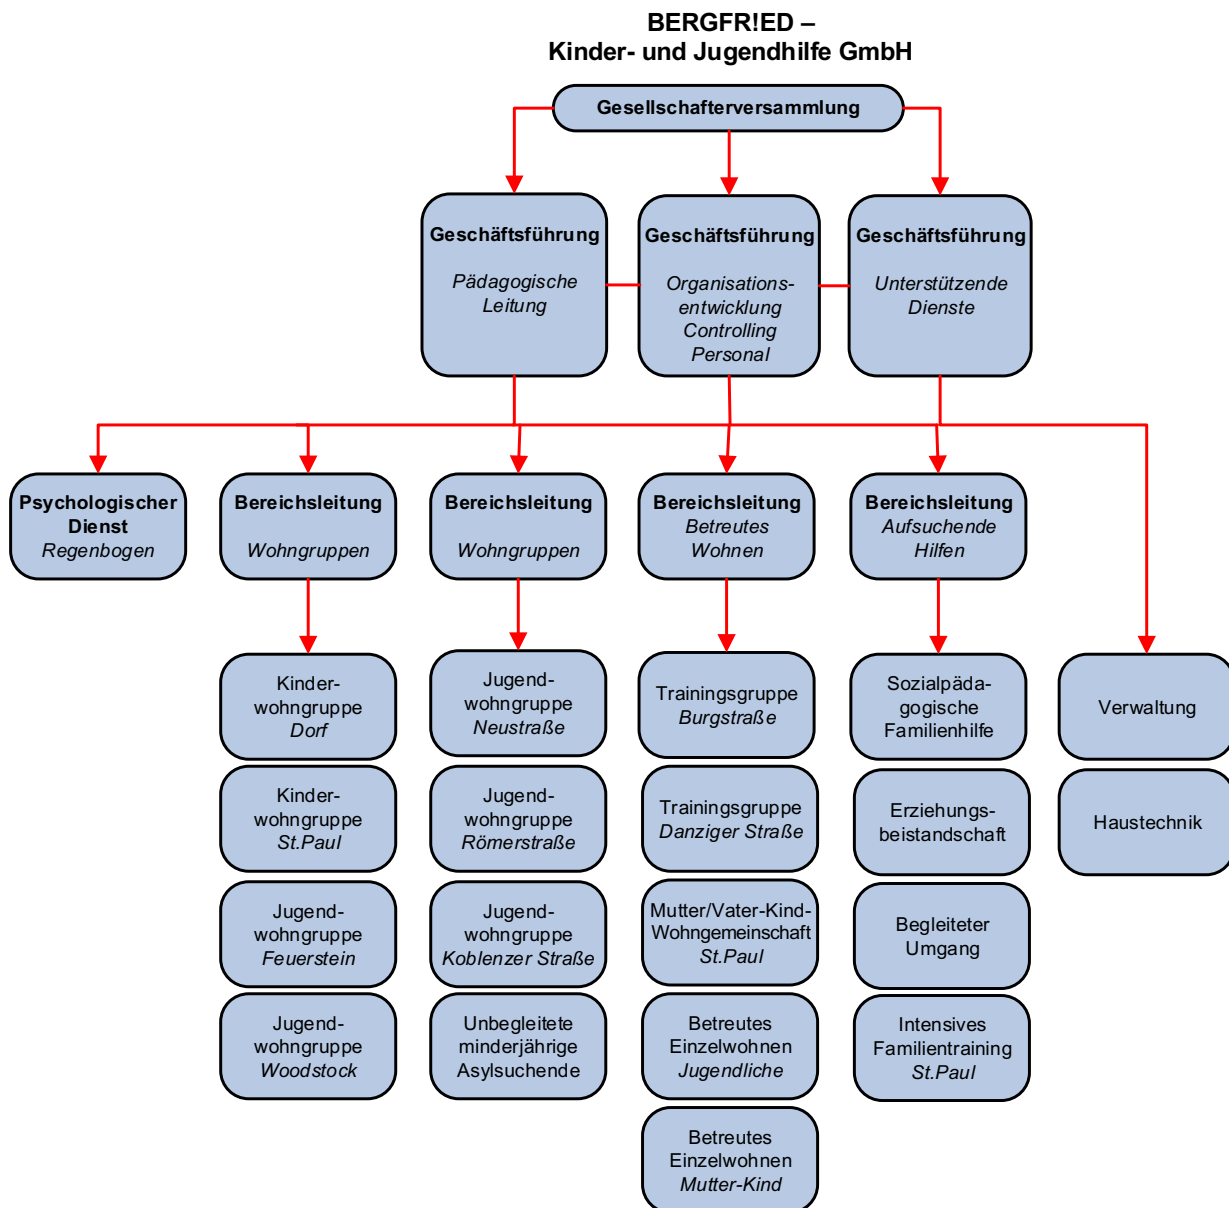 BERGFR!ED –
Kinder- und Jugendhilfe GmbH
Gesellschafterversammlung
Geschäftsführung
Pädagogische
Leitung
Geschäftsführung
Organisations-
entwicklung
Controlling
Personal
Geschäftsführung
Unterstützende
Dienste
Psychologischer
Dienst
Regenbogen
Bereichsleitung
Wohngruppen
Bereichsleitung
Wohngruppen
Bereichsleitung
Betreutes
Wohnen
Bereichsleitung
Aufsuchende
Hilfen
Kinder-
wohngruppe
Dorf
Kinder-
wohngruppe
St.Paul
Jugend-
wohngruppe
Feuerstein
Jugend-
wohngruppe
Woodstock
Jugend-
wohngruppe
Neustraße
Jugend-
wohngruppe
Römerstraße
Jugend-
wohngruppe
Koblenzer Straße
Unbegleitete
minderjährige
Asylsuchende
Trainingsgruppe
Burgstraße
Trainingsgruppe
Danziger Straße
Mutter/Vater-Kind-
Wohngemeinschaft
St.Paul
Betreutes
Einzelwohnen
Jugendliche
Betreutes
Einzelwohnen
Mutter-Kind
Sozialpäda-
gogische
Familienhilfe
Erziehungs-
beistandschaft
Begleiteter
Umgang
Intensives
Familientraining
St.Paul
Verwaltung
Haustechnik